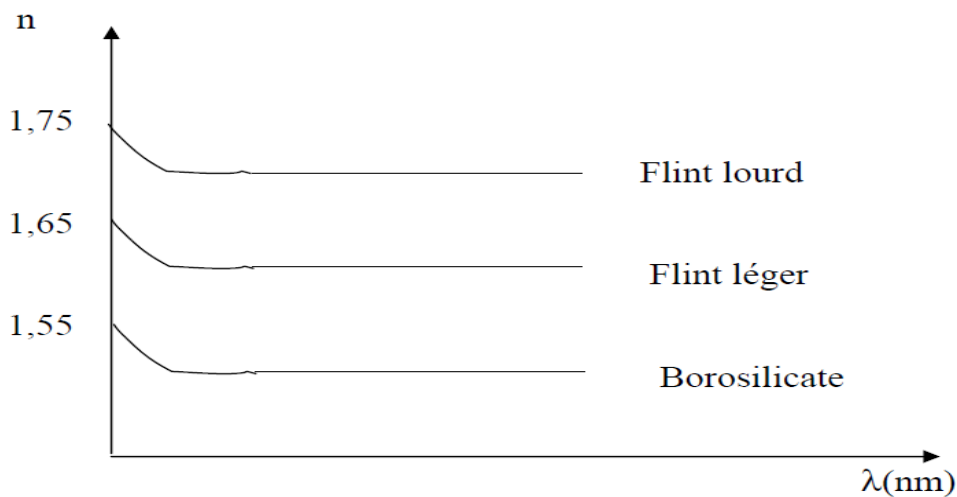 n
1,75
Flint lourd
1,65
Flint léger
1,55
Borosilicate
λ(nm)